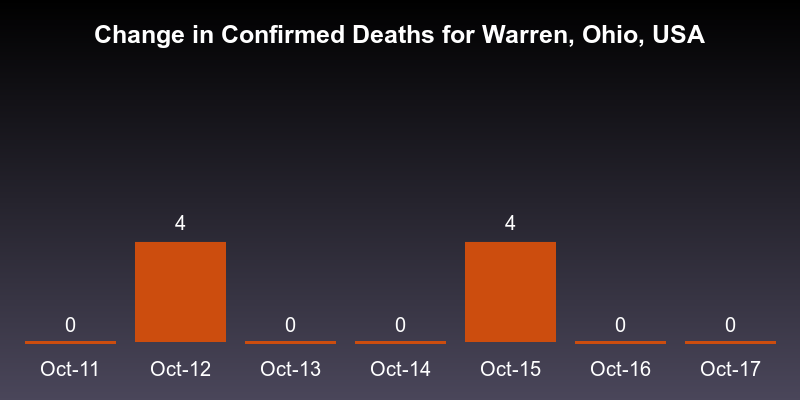 Change in Confirmed Deaths for Warren, Ohio, USA
4 4
0 0 0 0 0
Oct-11 Oct-12 Oct-13 Oct-14 Oct-15 Oct-16 Oct-17